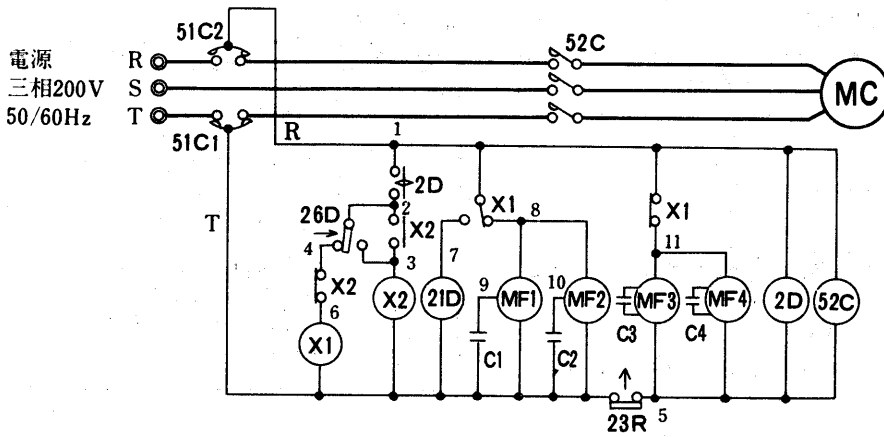 51C2
電源 R
三相200V S
50/60Hz T
51C1
52C
MC
R
T
1
2D
2
26D
X2
4
3
X2
6
X1
X2
X1
8
7
21D
9
MF1
C1
10
MF2
C2
X1
11
MF3
C3
MF4
C4
2D
52C
23R
5